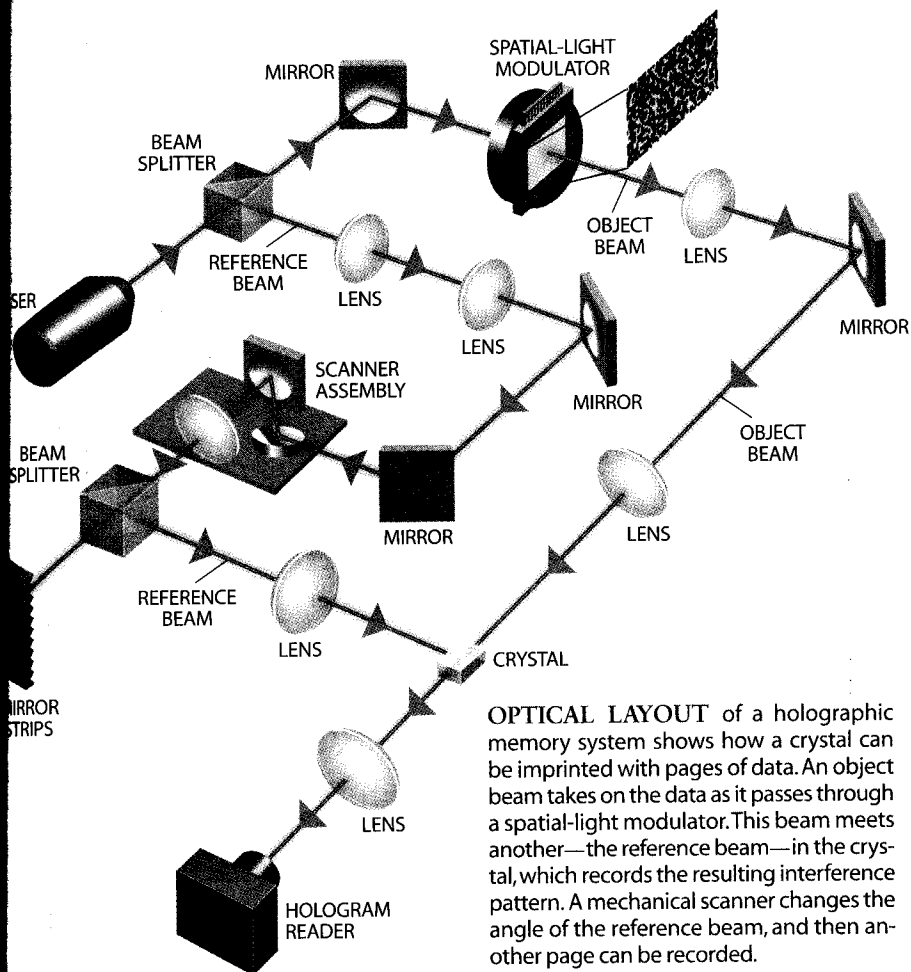 SPATIAL-LIGHT
MODULATOR
MIRROR
BEAM
SPLITTER
OBJECT
BEAM
REFERENCE
BEAM
LENS
LENS
SER
LENS
MIRROR
SCANNER
ASSEMBLY
MIRROR
OBJECT
BEAM
BEAM
SPLITTER
MIRROR
LENS
REFERENCE
BEAM
LENS
CRYSTAL
IRROR
STRIPS
LENS
HOLOGRAM
READER
OPTICAL LAYOUT of a holographic
memory system shows how a crystal can
be imprinted with pages of data. An object
beam takes on the data as it passes through
a spatial-light modulator. This beam meets
another—the reference beam—in the crys-
tal, which records the resulting interference
pattern. A mechanical scanner changes the
angle of the reference beam, and then an-
other page can be recorded.